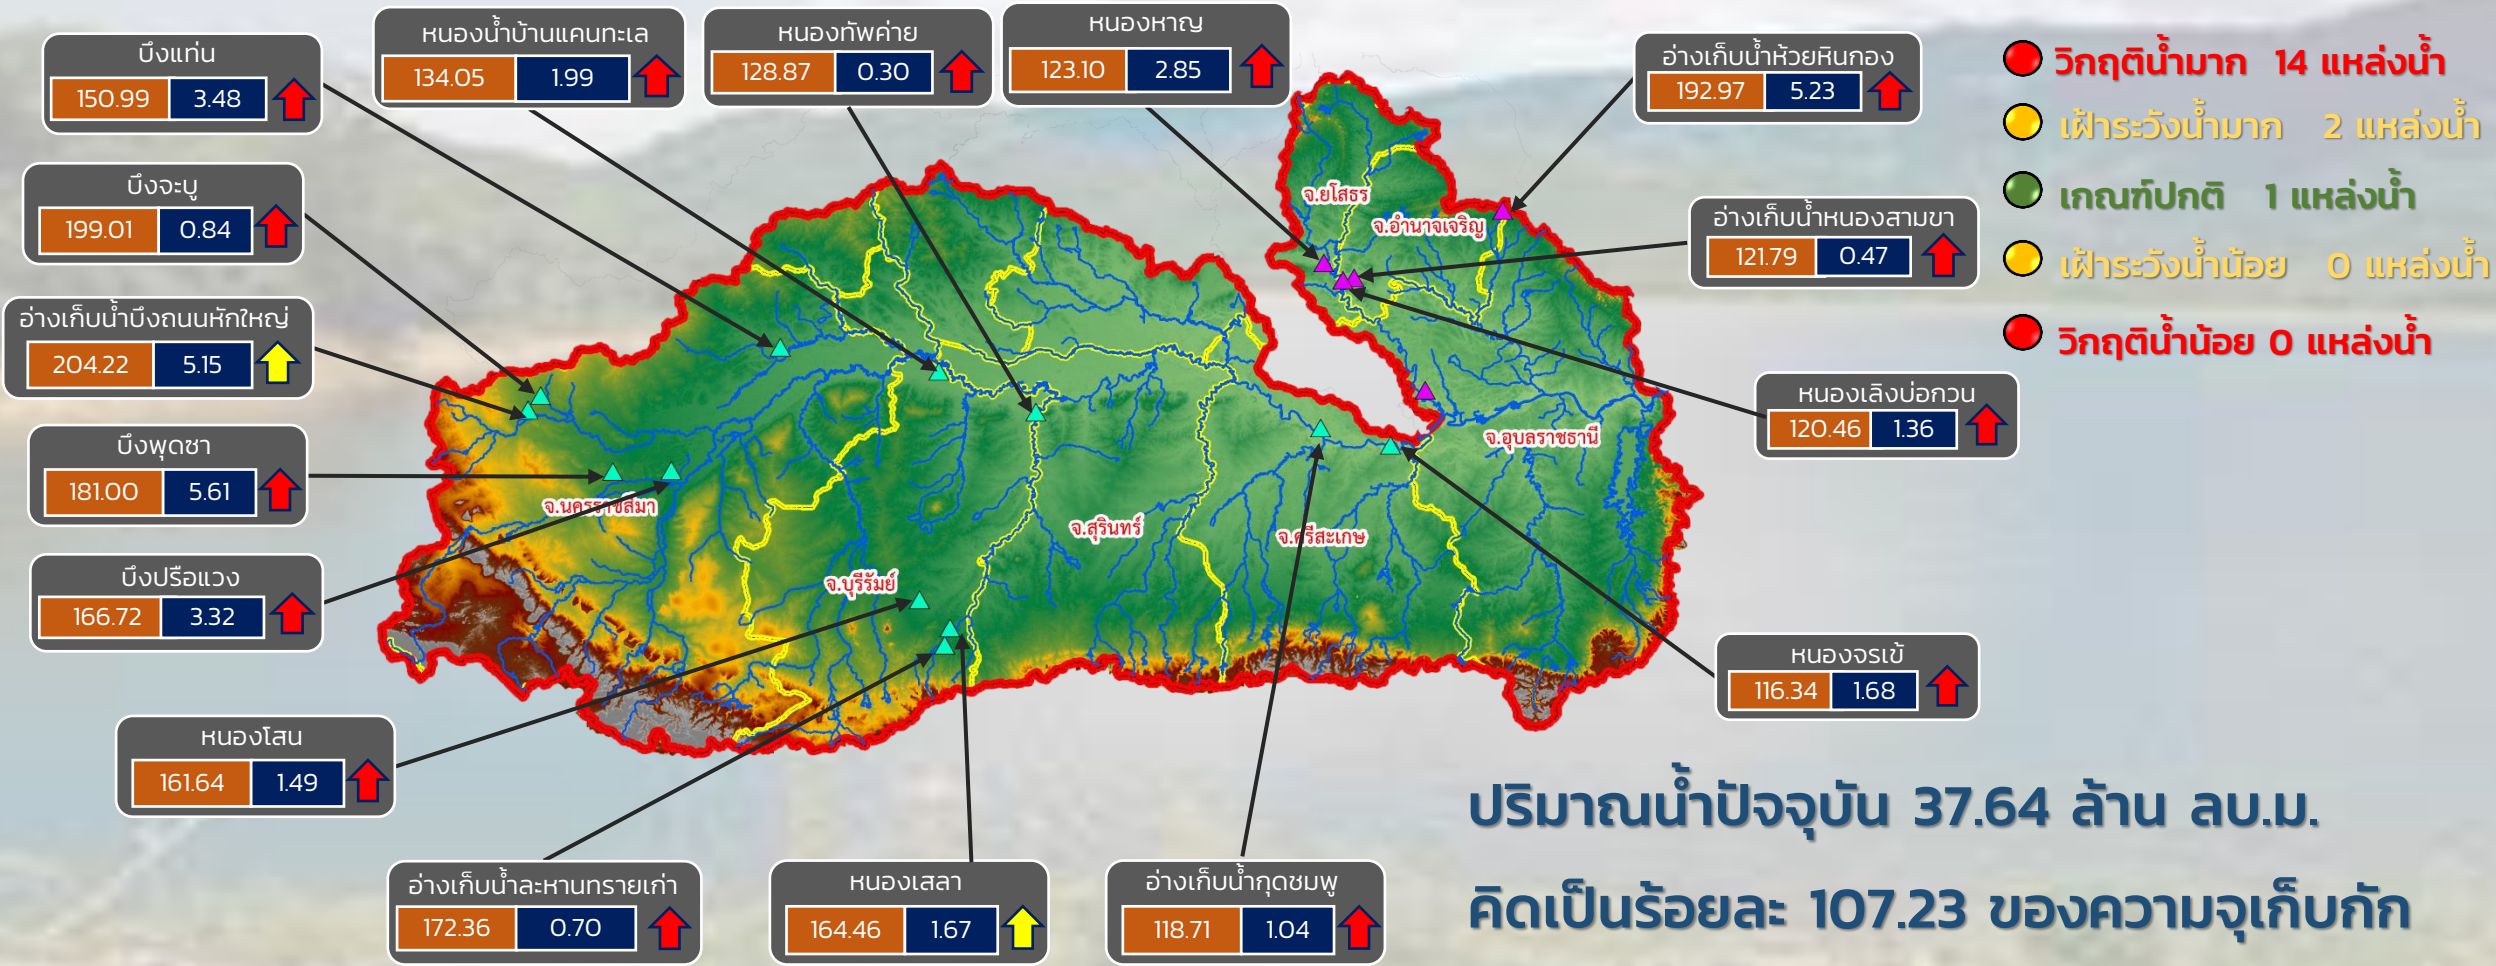 บึงแท่น
150.99 3.48
หนองน้ำบ้านแคนทะเล
134.05 1.99
หนองทัพค่าย
128.87 0.30
หนองหาญ
123.10 2.85
อ่างเก็บน้ำห้วยหินกอง
192.97 5.23
วิกฤติน้ำมาก 14 แหล่งน้ำ
เฝ้าระวังน้ำมาก 2 แหล่งน้ำ
เกณฑ์ปกติ 1 แหล่งน้ำ
เฝ้าระวังน้ำน้อย 0 แหล่งน้ำ
วิกฤติน้ำน้อย 0 แหล่งน้ำ
บึงจะบู
199.01 0.84
อ่างเก็บน้ำบึงถนนหักใหญ่
204.22 5.15
บึงพุดซา
181.00 5.61
บึงปรือแวง
166.72 3.32
หนองโสน
161.64 1.49
อ่างเก็บน้ำละหานทรายเก่า
172.36 0.70
หนองเสลา
164.46 1.67
อ่างเก็บน้ำกุดชมพู
118.71 1.04
อ่างเก็บน้ำหนองสามขา
121.79 0.47
หนองเลิงบ่อกวน
120.46 1.36
หนองจรเข้
116.34 1.68
จ.ยโสธร
จ.อำนาจเจริญ
จ.อุบลราชธานี
จ.นครราชสีมา
จ.สุรินทร์
จ.ศรีสะเกษ
จ.บุรีรัมย์
ปริมาณน้ำปัจจุบัน 37.64 ล้าน ลบ.ม.
คิดเป็นร้อยละ 107.23 ของความจุเก็บกัก